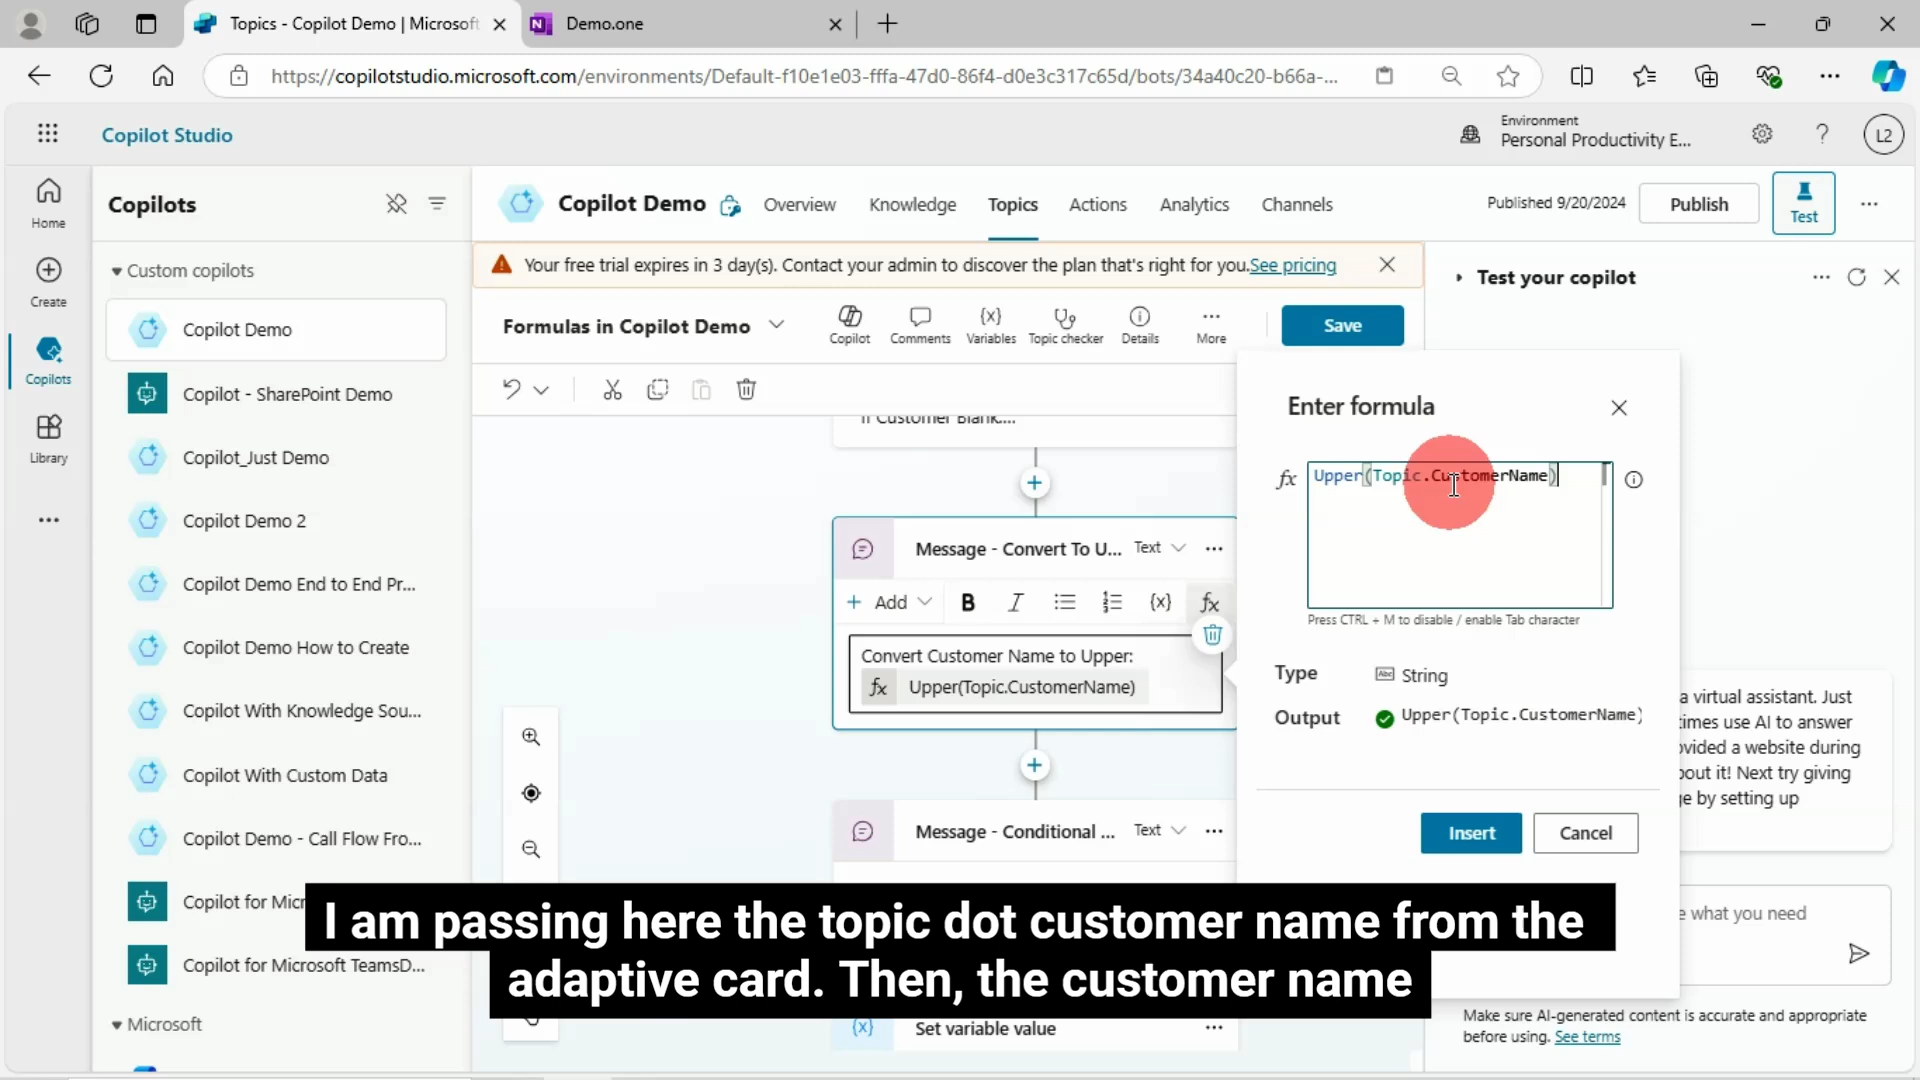 Topics - Copilot Demo | Microsoft
Demo.one
https://copilotstudio.microsoft.com/environments/Default-f10e1e03-fffa-47d0-86f4-d0e3c317c65d/bots/34a40c20-b66a-...
Copilot Studio
Environment
Personal Productivity E...
L2
Home
Create
Copilots
Library
Copilots
Custom copilots
Copilot Demo
Copilot - SharePoint Demo
Copilot_Just Demo
Copilot Demo 2
Copilot Demo End to End Pr...
Copilot Demo How to Create
Copilot With Knowledge Sou...
Copilot With Custom Data
Copilot Demo - Call Flow Fro...
Copilot for Micr
Copilot for Microsoft TeamsD...
Microsoft
Copilot Demo
Overview
Knowledge
Topics
Actions
Analytics
Channels
Published 9/20/2024
Publish
Test
Your free trial expires in 3 day(s). Contact your admin to discover the plan that's right for you. See pricing
Formulas in Copilot Demo
Copilot
Comments
{x}
Variables
Topic checker
Details
More
Save
If Customer Blank....
Message - Convert To U...
Text
+ Add
B
I
{x}
fx
Convert Customer Name to Upper:
fx Upper(Topic.CustomerName)
Message - Conditional ...
Text
{x} Set variable value
Enter formula
fx
Upper(Topic.CustomerName)
Press CTRL + M to disable / enable Tab character
Type
Abc String
Output
Upper(Topic.CustomerName)
Insert
Cancel
Test your copilot
a virtual assistant. Just
times use AI to answer
ovided a website during
bout it! Next try giving
ge by setting up
e what you need
Make sure AI-generated content is accurate and appropriate
before using. See terms
I am passing here the topic dot customer name from the
adaptive card. Then, the customer name